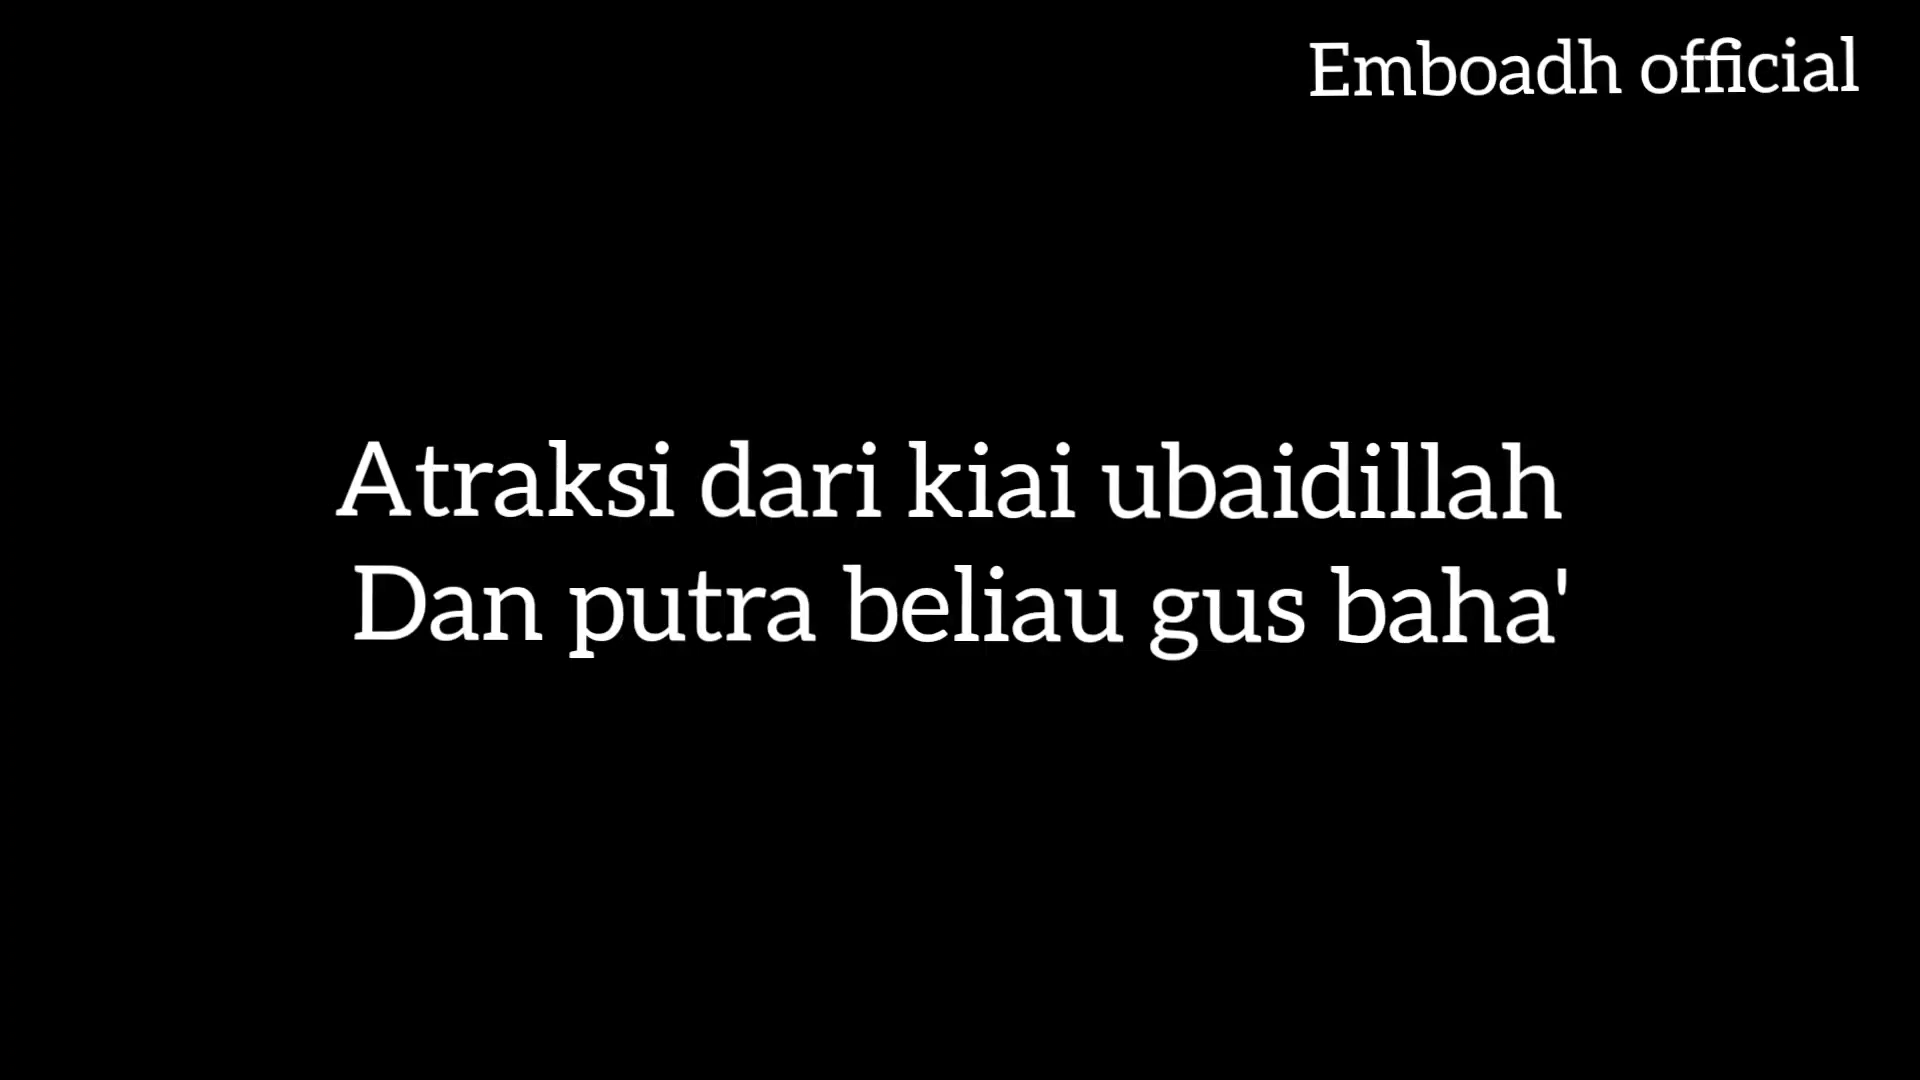 Emboadh official
Atraksi dari kiai ubaidillah
Dan putra beliau gus baha'